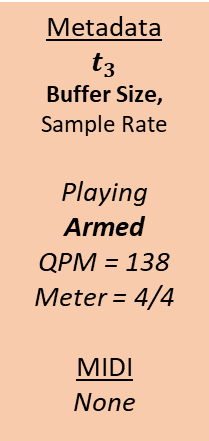 Metadata
t3
Buffer Size,
Sample Rate
Playing
Armed
QPM = 138
Meter = 4/4
MIDI
None